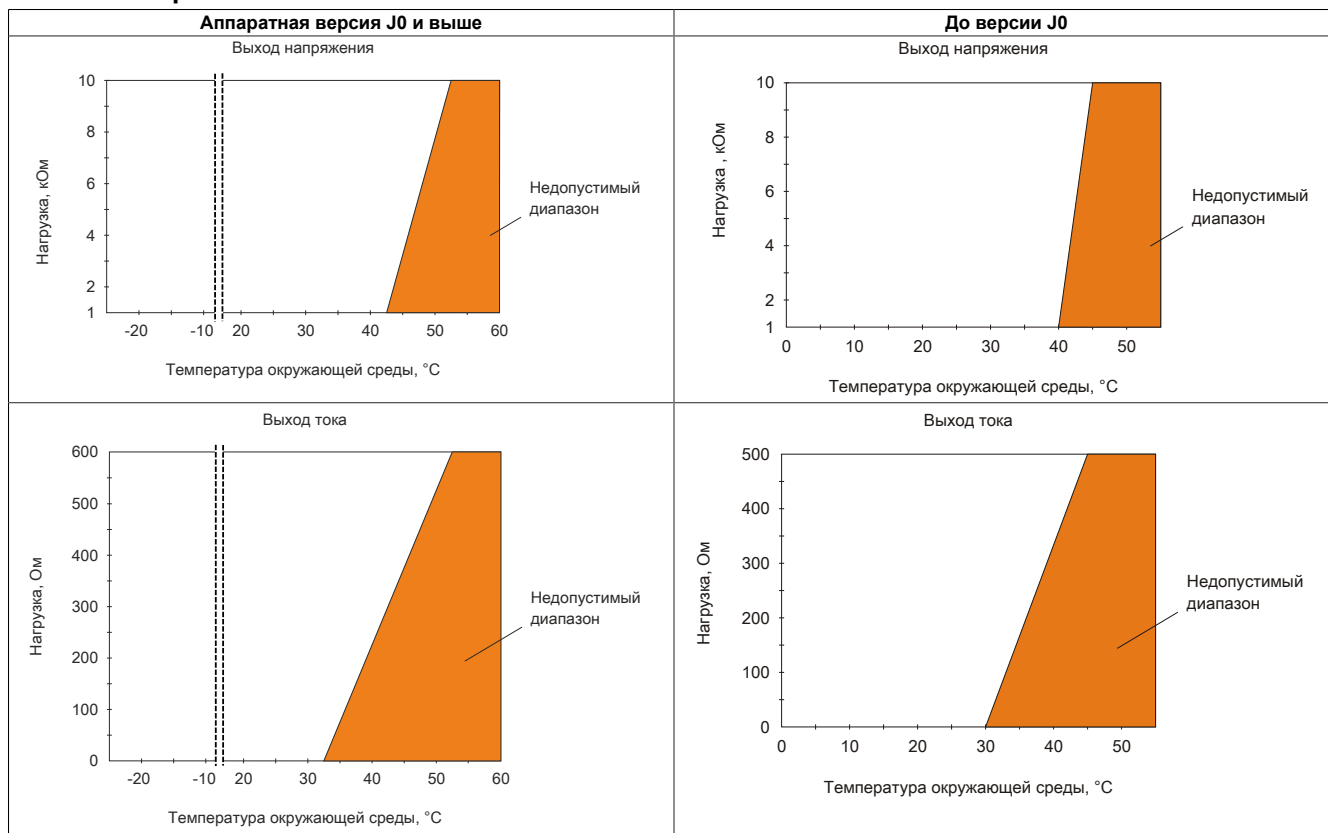 Аппаратная версия J0 и выше
До версии J0
Выход напряжения
10
8
6
4
2
1
Нагрузка, кОм
-20 -10 20 30 40 50 60
Температура окружающей среды, °C
Недопустимый
диапазон
Выход напряжения
10
8
6
4
2
1
Нагрузка , кОм
0 10 20 30 40 50
Температура окружающей среды, °C
Недопустимый
диапазон
Выход тока
600
500
400
300
200
100
0
Нагрузка, Ом
-20 -10 20 30 40 50 60
Температура окружающей среды, °C
Недопустимый
диапазон
Выход тока
500
400
300
200
100
0
Нагрузка, Ом
0 10 20 30 40 50
Температура окружающей среды, °C
Недопустимый
диапазон